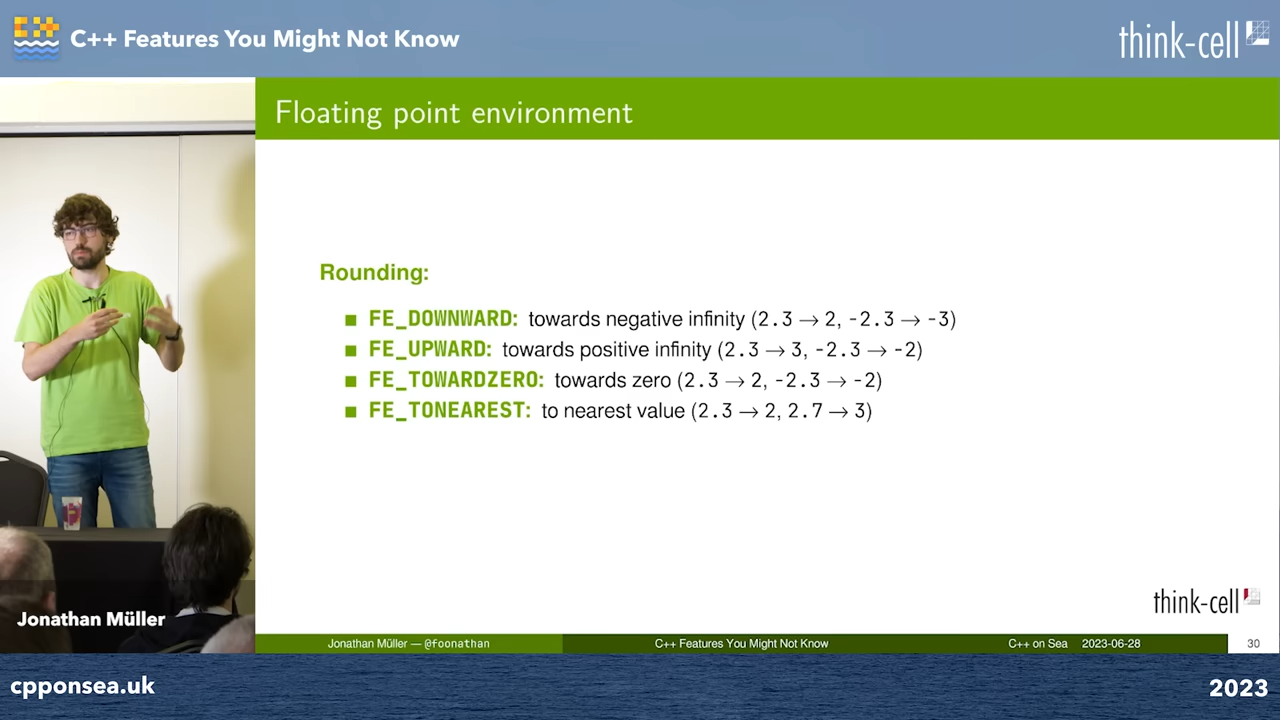 C++
C++ Features You Might Not Know
think-cell
Floating point environment
Rounding:
■ FE_DOWNWARD: towards negative infinity (2.3 → 2, -2.3 → -3)
■ FE_UPWARD: towards positive infinity (2.3 → 3, -2.3 → -2)
■ FE_TOWARDZERO: towards zero (2.3 → 2, -2.3 → -2)
■ FE_TONEAREST: to nearest value (2.3 → 2, 2.7 → 3)
think-cell
Jonathan Müller
Jonathan Müller — @foonathan C++ Features You Might Not Know C++ on Sea 2023-06-28 30
cpponsea.uk
2023